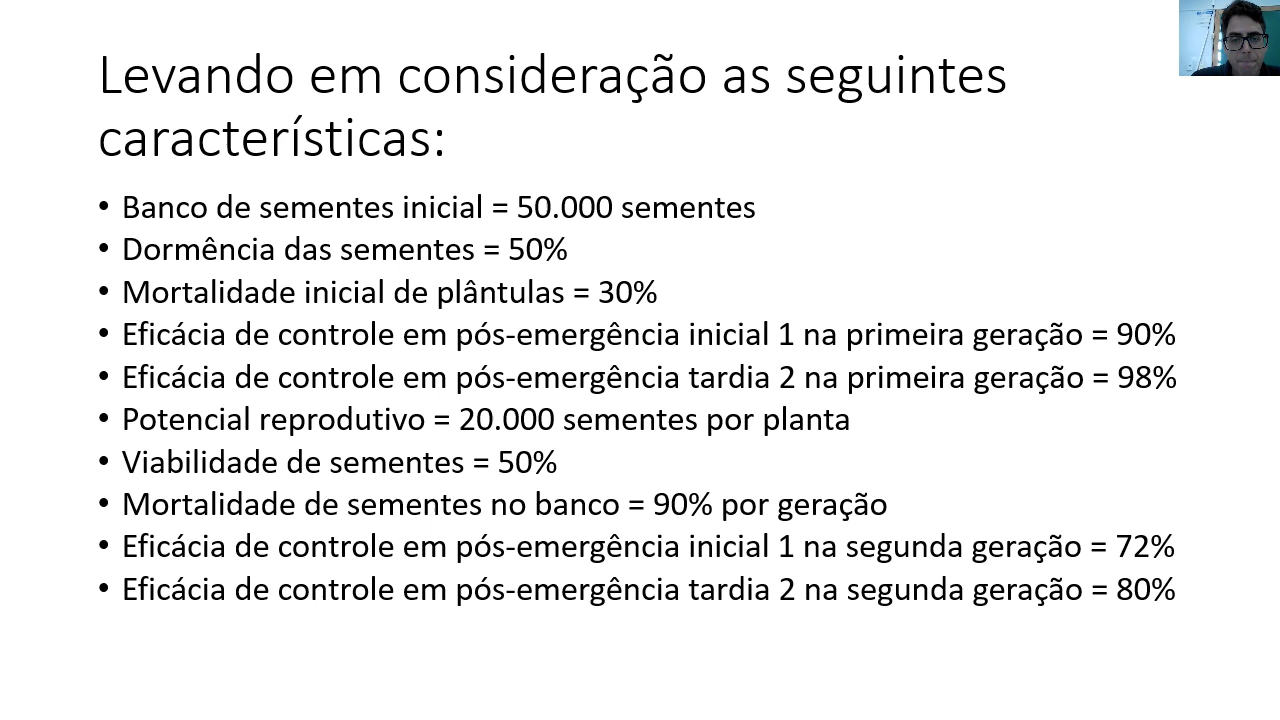 Levando em consideração as seguintes
características:
• Banco de sementes inicial = 50.000 sementes
• Dormência das sementes = 50%
• Mortalidade inicial de plântulas = 30%
• Eficácia de controle em pós-emergência inicial 1 na primeira geração = 90%
• Eficácia de controle em pós-emergência tardia 2 na primeira geração = 98%
• Potencial reprodutivo = 20.000 sementes por planta
• Viabilidade de sementes = 50%
• Mortalidade de sementes no banco = 90% por geração
• Eficácia de controle em pós-emergência inicial 1 na segunda geração = 72%
• Eficácia de controle em pós-emergência tardia 2 na segunda geração = 80%